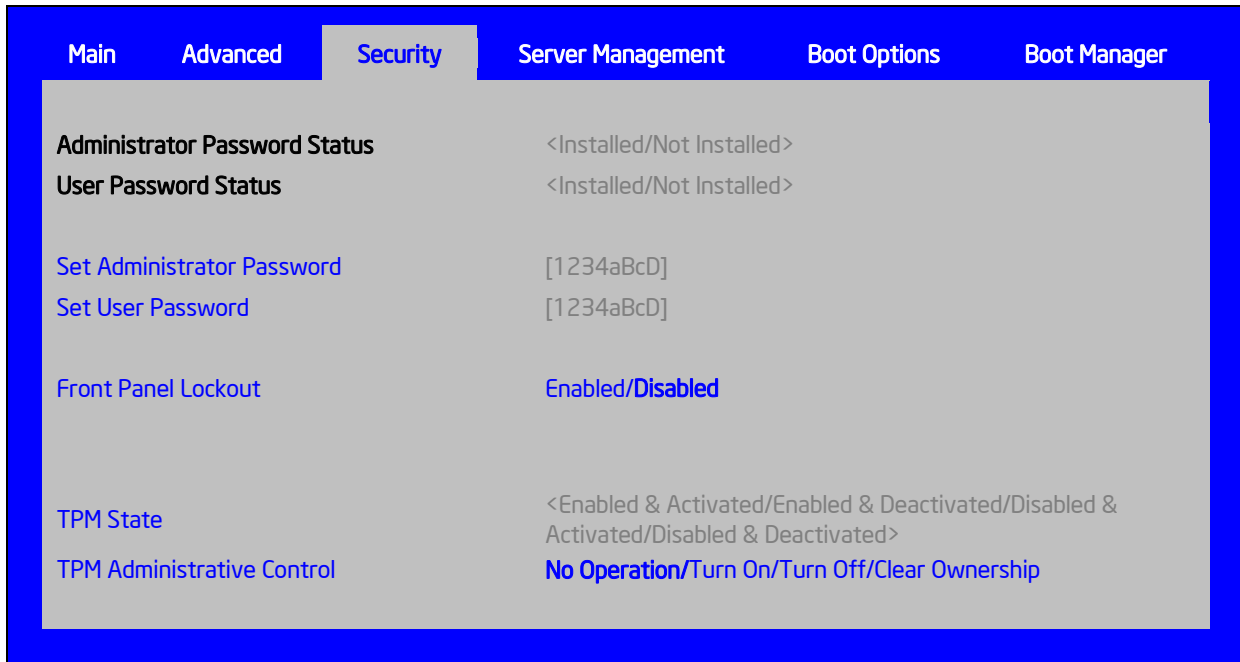 Main Advanced Security Server Management Boot Options Boot Manager
Administrator Password Status <Installed/Not Installed>
User Password Status <Installed/Not Installed>
Set Administrator Password [1234aBcD]
Set User Password [1234aBcD]
Front Panel Lockout Enabled/Disabled
TPM State <Enabled & Activated/Enabled & Deactivated/Disabled &
Activated/Disabled & Deactivated>
TPM Administrative Control No Operation/Turn On/Turn Off/Clear Ownership